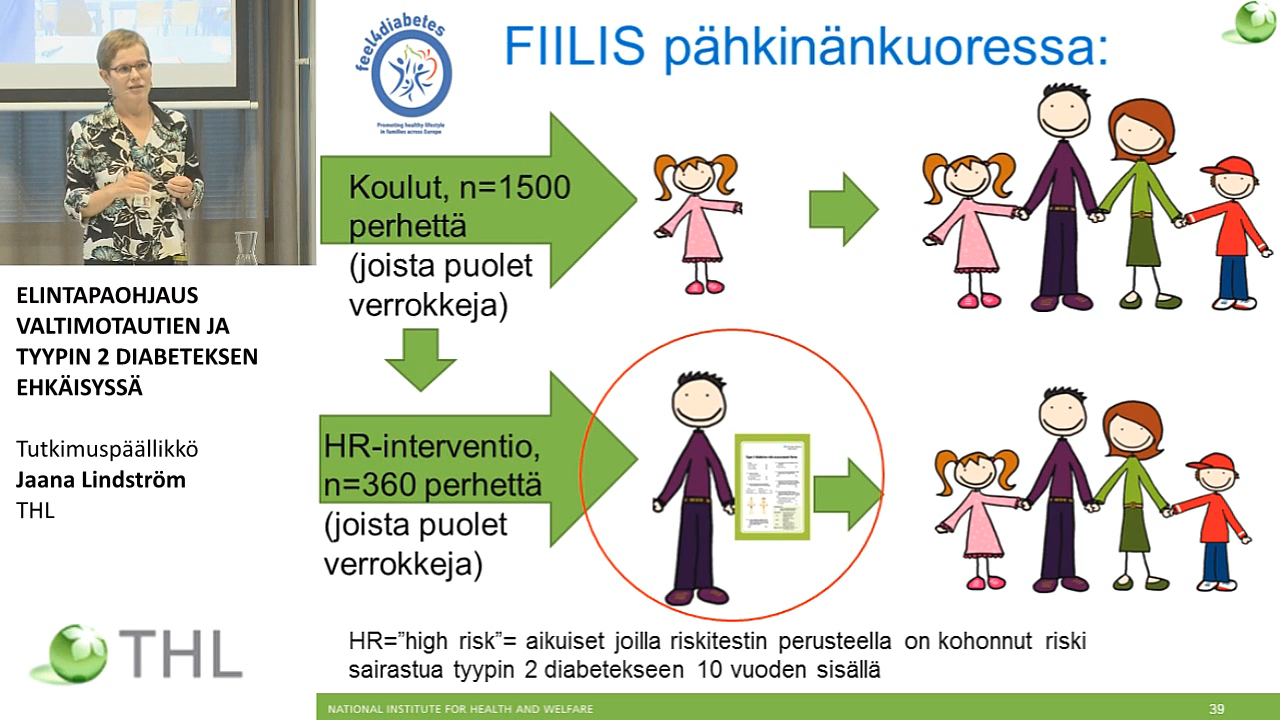 feel4diabetes
Promoting healthy lifestyle
in families across Europe
FIILIS pähkinänkuoressa:
Koulut, n=1500
perhettä
(joista puolet
verrokkeja)
HR-interventio,
n=360 perhettä
(joista puolet
verrokkeja)
HR=”high risk”= aikuiset joilla riskitestin perusteella on kohonnut riski
sairastua tyypin 2 diabetekseen 10 vuoden sisällä
NATIONAL INSTITUTE FOR HEALTH AND WELFARE
39
ELINTAPAOHJAUS
VALTIMOTAUTIEN JA
TYYPIN 2 DIABETEKSEN
EHKÄISYSSÄ
Tutkimuspäällikkö
Jaana Lindström
THL
THL